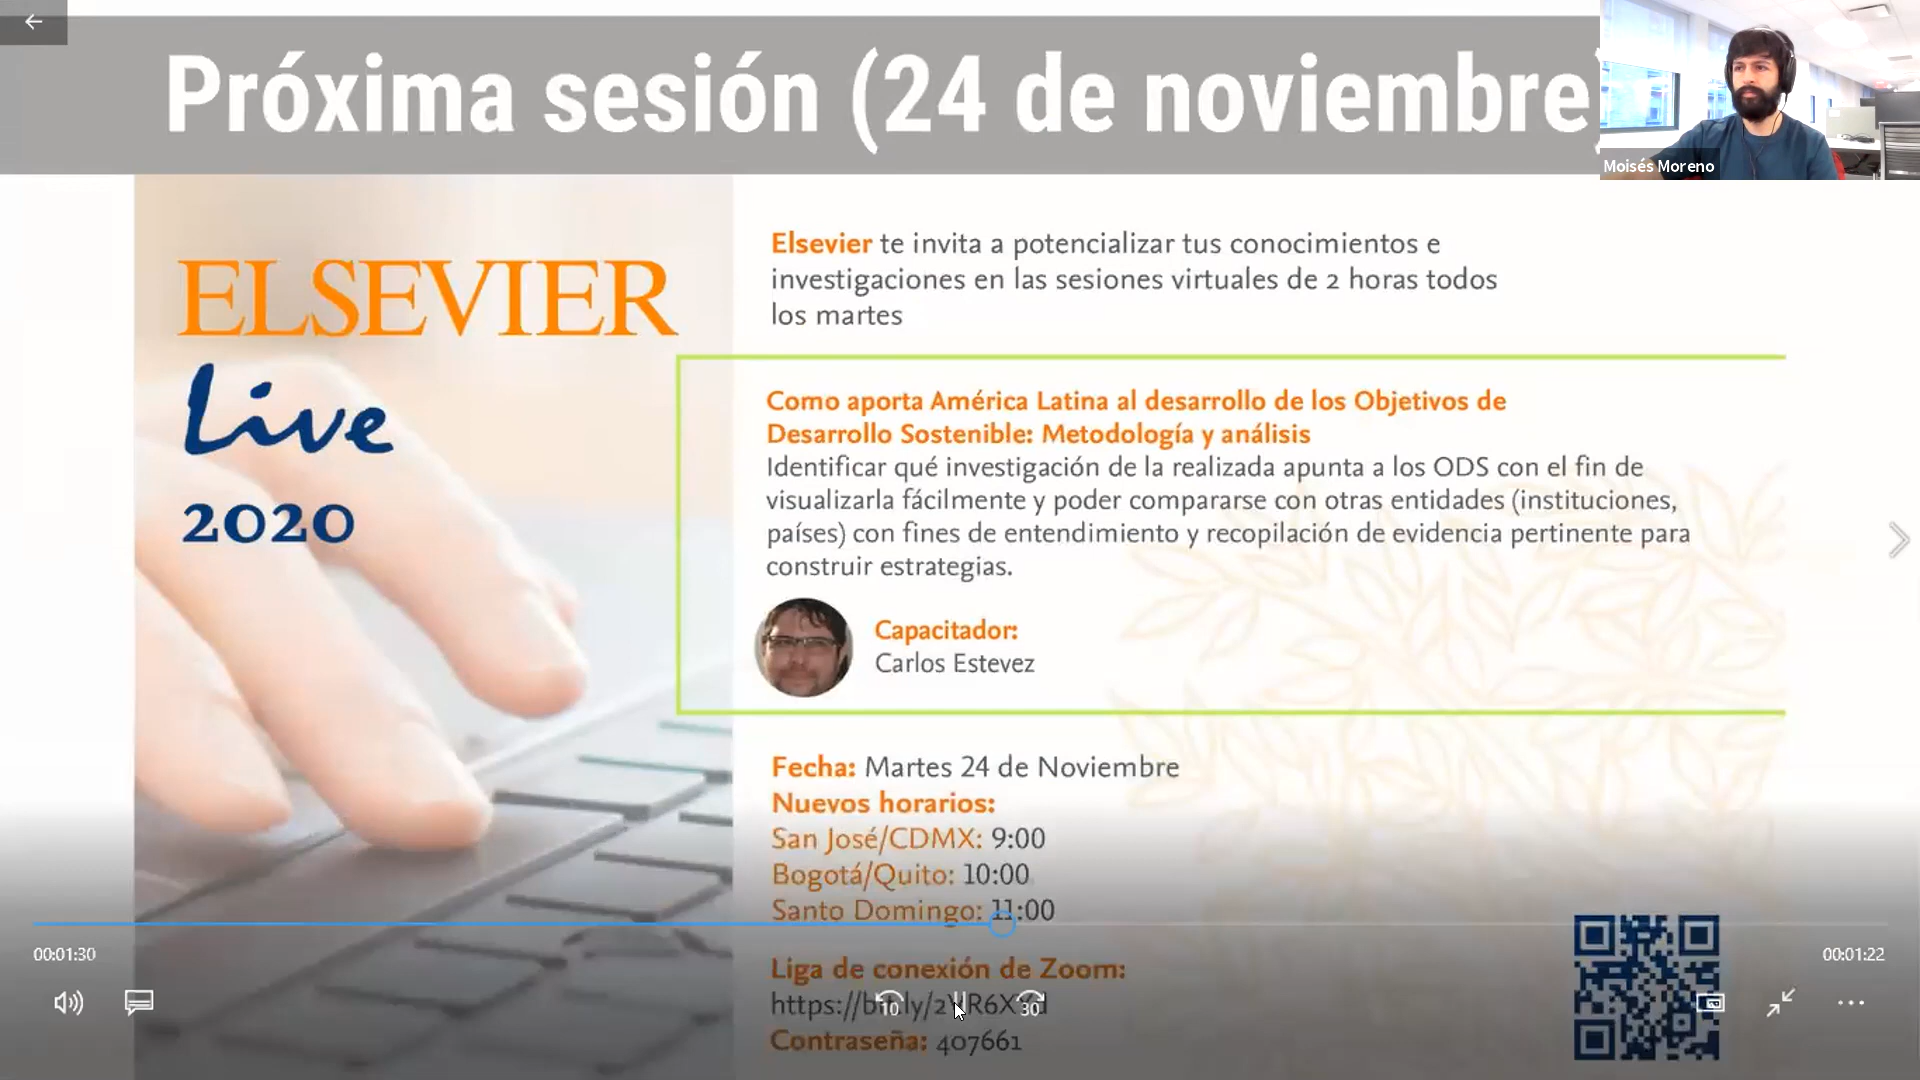 Próxima sesión (24 de noviembre)
Moisés Moreno
ELSEVIER
Live
2020
Elsevier te invita a potencializar tus conocimientos e
investigaciones en las sesiones virtuales de 2 horas todos
los martes
Como aporta América Latina al desarrollo de los Objetivos de
Desarrollo Sostenible: Metodología y análisis
Identificar qué investigación de la realizada apunta a los ODS con el fin de
visualizarla fácilmente y poder compararse con otras entidades (instituciones,
países) con fines de entendimiento y recopilación de evidencia pertinente para
construir estrategias.
Capacitador:
Carlos Estevez
Fecha: Martes 24 de Noviembre
Nuevos horarios:
San José/CDMX: 9:00
Bogotá/Quito: 10:00
Santo Domingo: 11:00
00:01:30
00:01:22
Liga de conexión de Zoom:
10
30
Contraseña: 407661